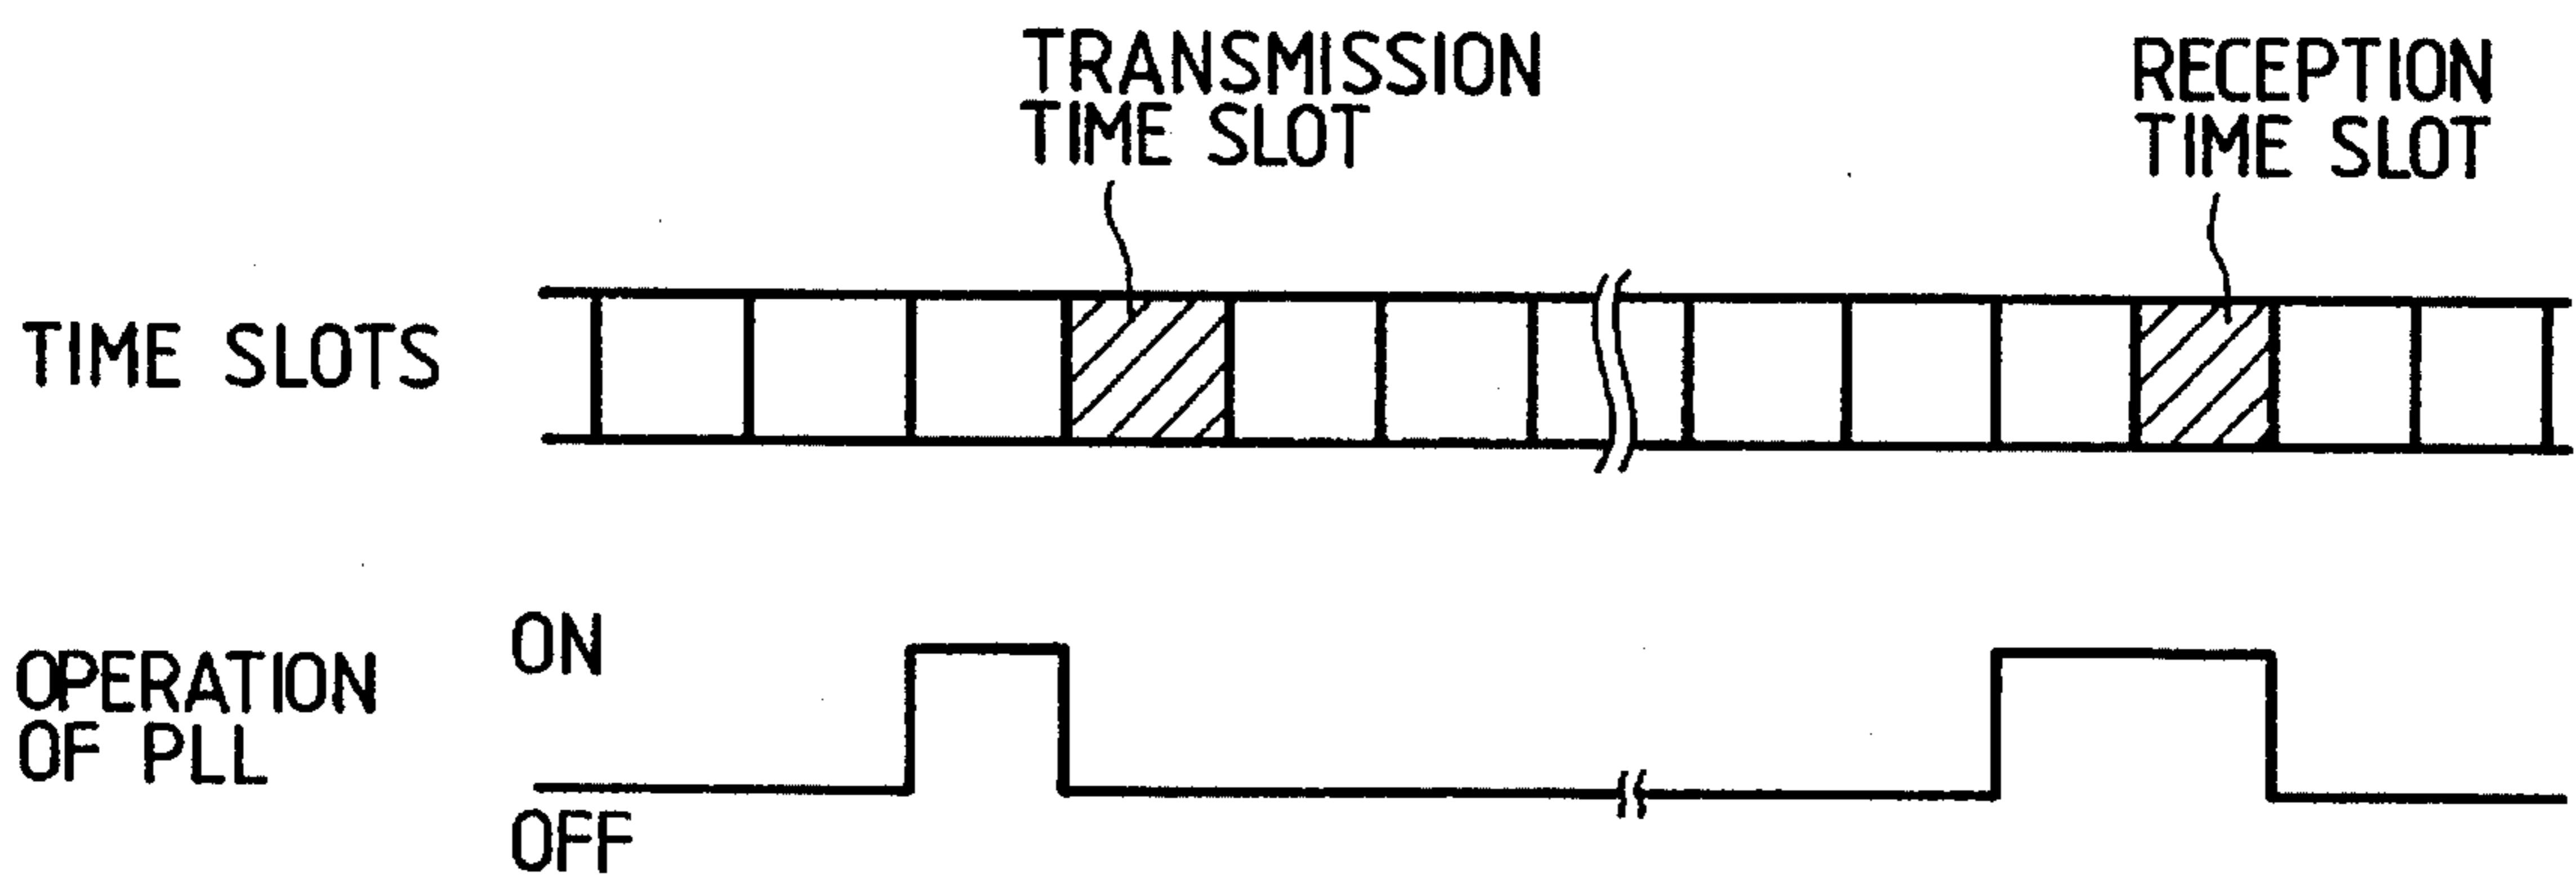 TRANSMISSION
TIME SLOT
RECEPTION
TIME SLOT
TIME SLOTS
ON
OPERATION
OF PLL
OFF